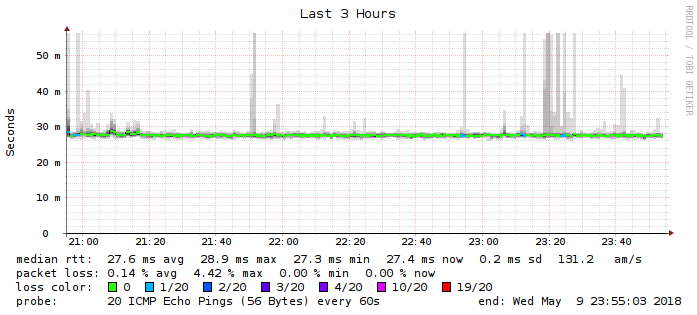 Last 3 Hours
RRDTOOL / TOBI OETIKER
Seconds
50 m
40 m
30 m
20 m
10 m
0
21:00 21:20 21:40 22:00 22:20 22:40 23:00 23:20 23:40
median rtt: 27.6 ms avg 28.9 ms max 27.3 ms min 27.4 ms now 0.2 ms sd 131.2 am/s
packet loss: 0.14 % avg 4.42 % max 0.00 % min 0.00 % now
loss color: 0 1/20 2/20 3/20 4/20 10/20 19/20
probe: 20 ICMP Echo Pings (56 Bytes) every 60s end: Wed May 9 23:55:03 2018